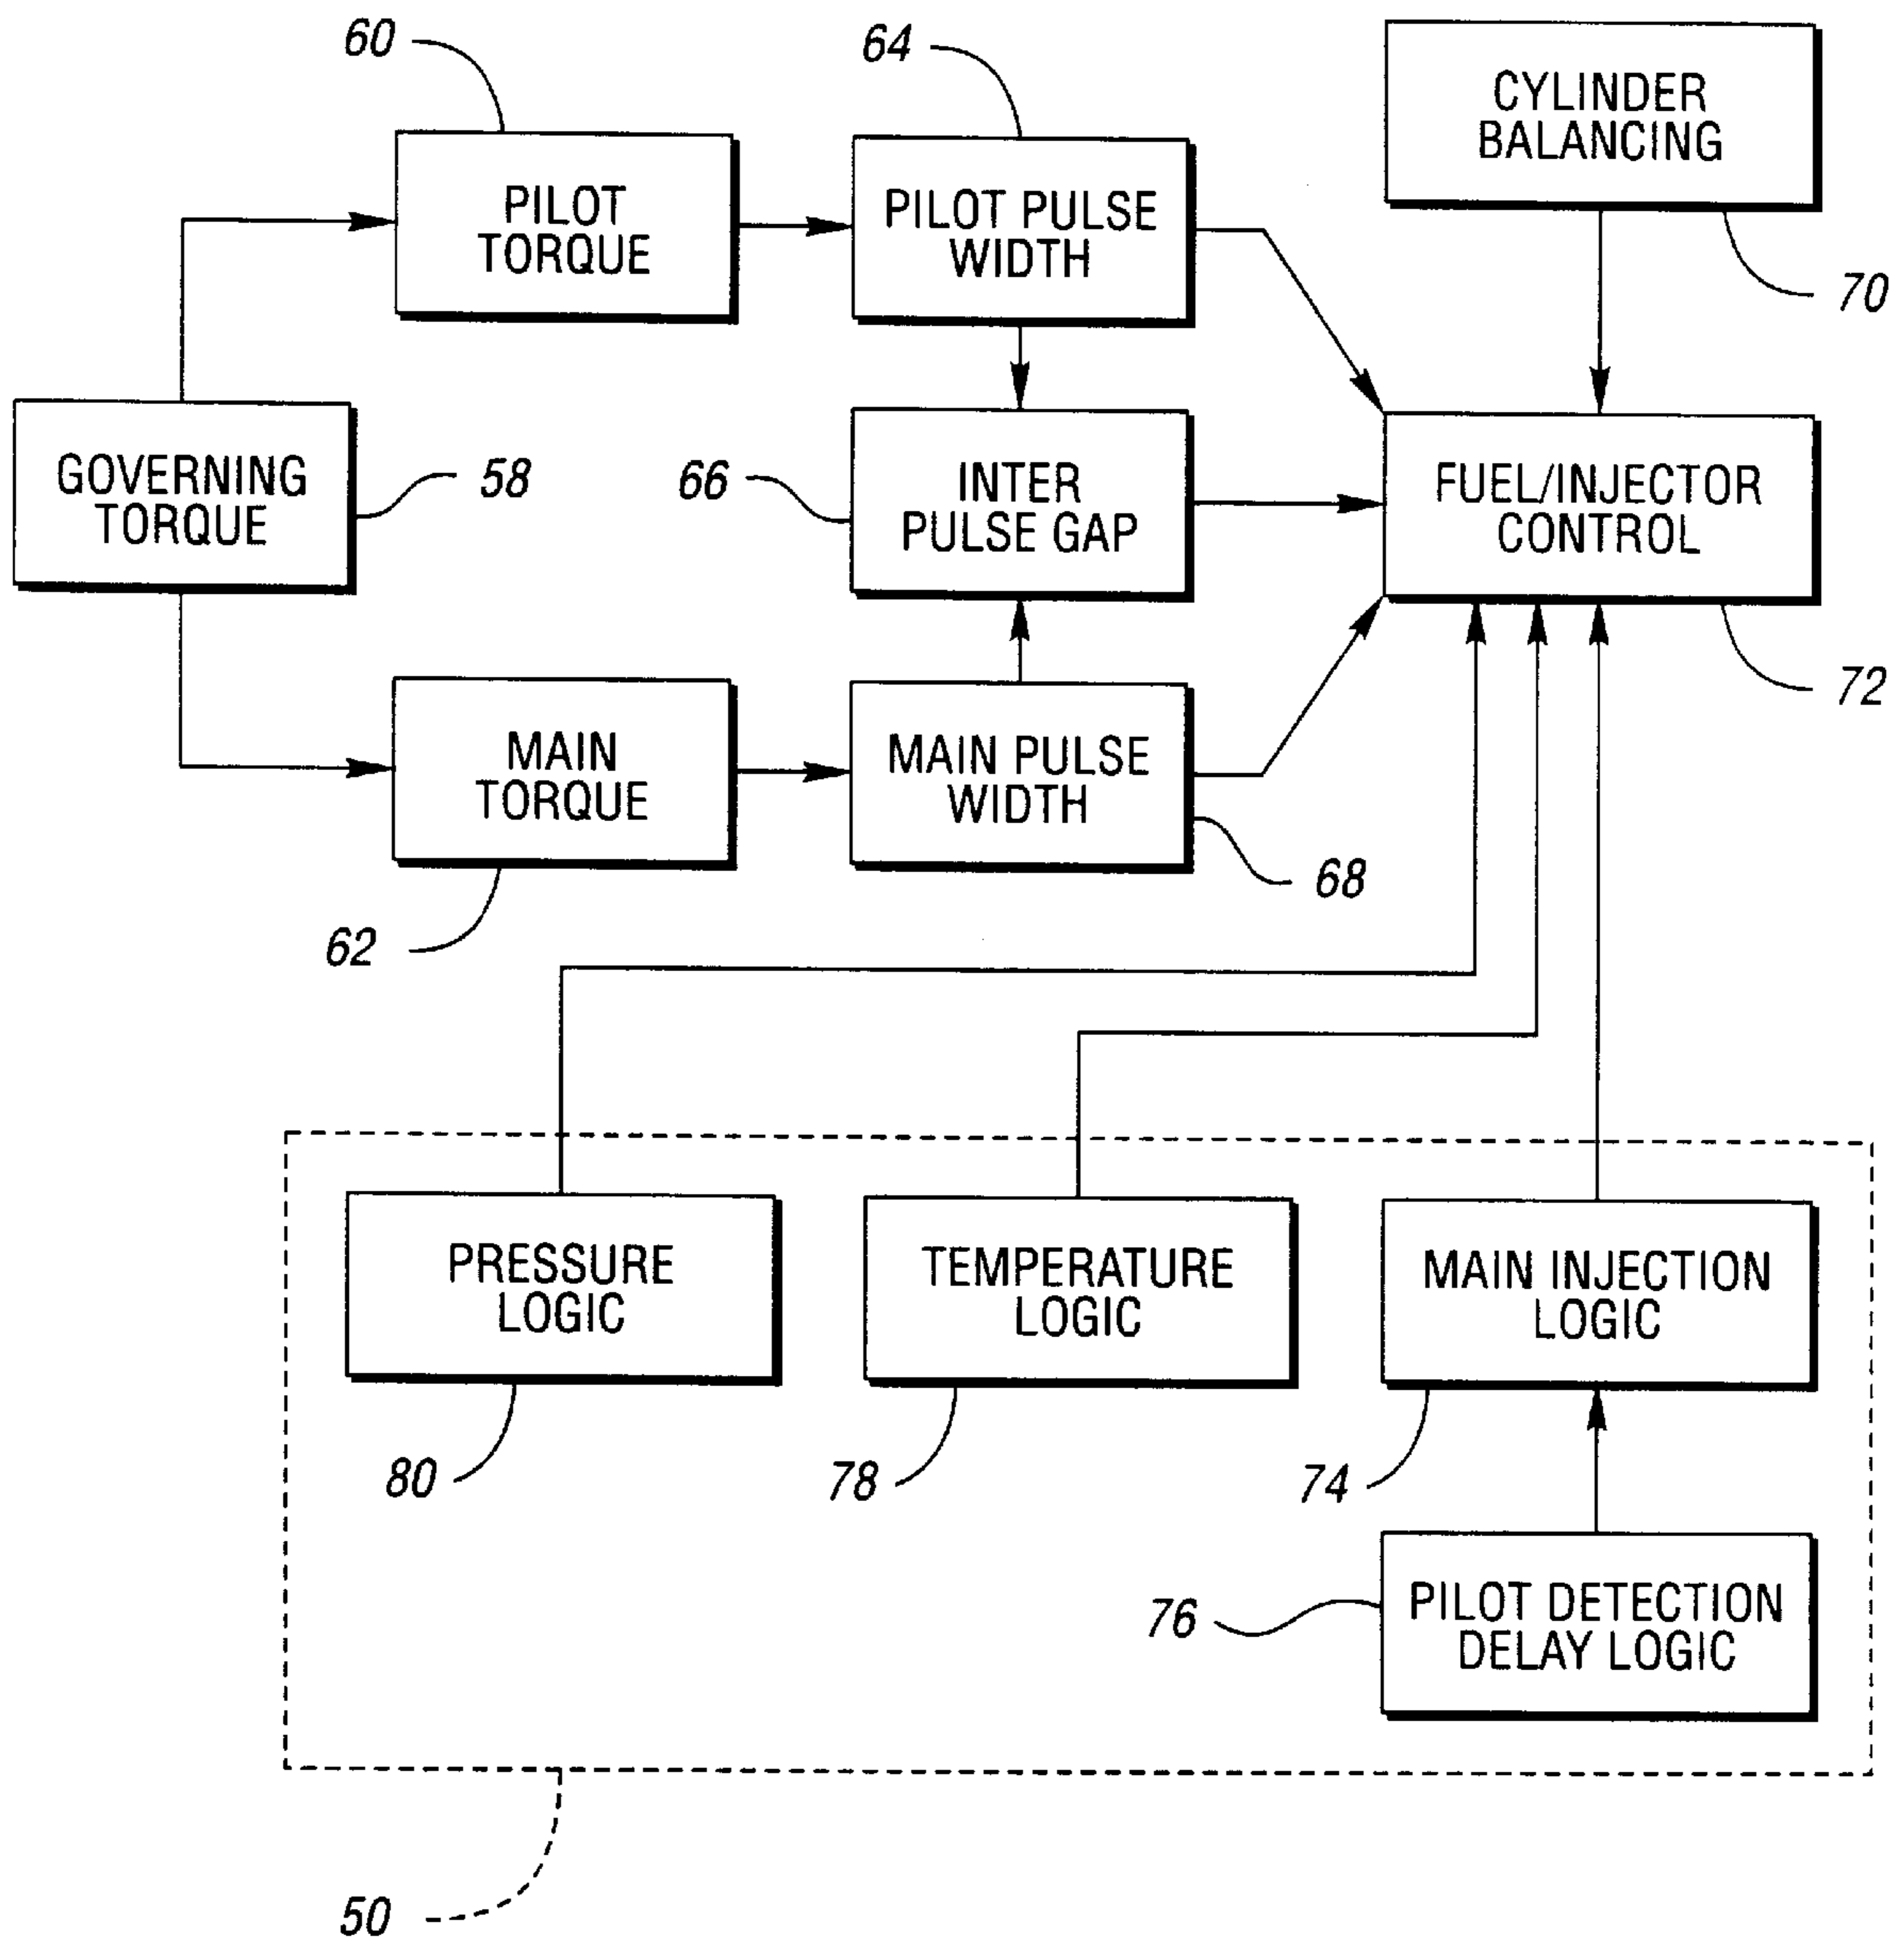 60
64
CYLINDER
BALANCING
PILOT
TORQUE
PILOT PULSE
WIDTH
70
GOVERNING
TORQUE
58
66
INTER
PULSE GAP
FUEL/INJECTOR
CONTROL
72
MAIN
TORQUE
MAIN PULSE
WIDTH
68
62
PRESSURE
LOGIC
TEMPERATURE
LOGIC
MAIN INJECTION
LOGIC
80
78
74
76
PILOT DETECTION
DELAY LOGIC
50